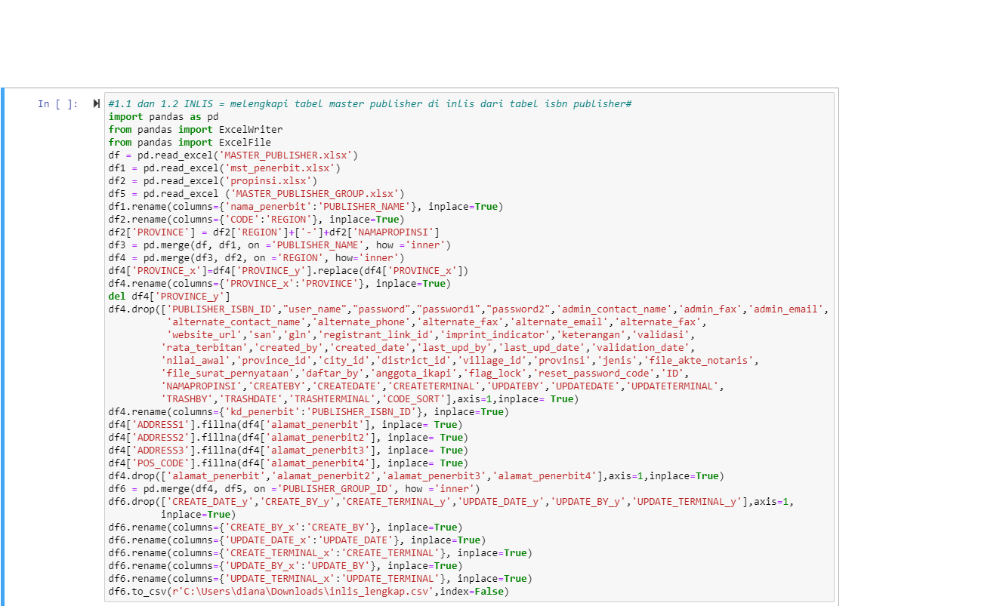 In [ ]:
#1.1 dan 1.2 INLIS = melengkapi tabel master publisher di inlis dari tabel isbn publisher#
import pandas as pd
from pandas import ExcelWriter
from pandas import ExcelFile
df = pd.read_excel('MASTER_PUBLISHER.xlsx')
df1 = pd.read_excel('mst_penerbit.xlsx')
df2 = pd.read_excel('propinsi.xlsx')
df5 = pd.read_excel ('MASTER_PUBLISHER_GROUP.xlsx')
df1.rename(columns={'nama_penerbit':'PUBLISHER_NAME'}, inplace=True)
df2.rename(columns={'CODE':'REGION'}, inplace=True)
df2['PROVINCE'] = df2['REGION']+['-']+df2['NAMAPROPINSI']
df3 = pd.merge(df, df1, on ='PUBLISHER_NAME', how ='inner')
df4 = pd.merge(df3, df2, on ='REGION', how='inner')
df4['PROVINCE_x']=df4['PROVINCE_y'].replace(df4['PROVINCE_x'])
df4.rename(columns={'PROVINCE_x':'PROVINCE'}, inplace=True)
del df4['PROVINCE_y']
df4.drop(['PUBLISHER_ISBN_ID',"user_name","password","password1","password2",'admin_contact_name','admin_fax','admin_email',
'alternate_contact_name','alternate_phone','alternate_fax','alternate_email','alternate_fax',
'website_url','san','gln','registrant_link_id','imprint_indicator','keterangan','validasi',
'rata_terbitan','created_by','created_date','last_upd_by','last_upd_date','validation_date',
'nilai_awal','province_id','city_id','district_id','village_id','provinsi','jenis','file_akte_notaris',
'file_surat_pernyataan','daftar_by','anggota_ikapi','flag_lock','reset_password_code','ID',
'NAMAPROPINSI','CREATEBY','CREATEDATE','CREATETERMINAL','UPDATEBY','UPDATEDATE','UPDATETERMINAL',
'TRASHBY','TRASHDATE','TRASHTERMINAL','CODE_SORT'],axis=1,inplace= True)
df4.rename(columns={'kd_penerbit':'PUBLISHER_ISBN_ID'}, inplace=True)
df4['ADDRESS1'].fillna(df4['alamat_penerbit'], inplace= True)
df4['ADDRESS2'].fillna(df4['alamat_penerbit2'], inplace= True)
df4['ADDRESS3'].fillna(df4['alamat_penerbit3'], inplace= True)
df4['POS_CODE'].fillna(df4['alamat_penerbit4'], inplace= True)
df4.drop(['alamat_penerbit','alamat_penerbit2','alamat_penerbit3','alamat_penerbit4'],axis=1,inplace=True)
df6 = pd.merge(df4, df5, on ='PUBLISHER_GROUP_ID', how ='inner')
df6.drop(['CREATE_DATE_y','CREATE_BY_y','CREATE_TERMINAL_y','UPDATE_DATE_y','UPDATE_BY_y','UPDATE_TERMINAL_y'],axis=1,
inplace=True)
df6.rename(columns={'CREATE_BY_x':'CREATE_BY'}, inplace=True)
df6.rename(columns={'UPDATE_DATE_x':'UPDATE_DATE'}, inplace=True)
df6.rename(columns={'CREATE_TERMINAL_x':'CREATE_TERMINAL'}, inplace=True)
df6.rename(columns={'UPDATE_BY_x':'UPDATE_BY'}, inplace=True)
df6.rename(columns={'UPDATE_TERMINAL_x':'UPDATE_TERMINAL'}, inplace=True)
df6.to_csv(r'C:\Users\diana\Downloads\inlis_lengkap.csv',index=False)